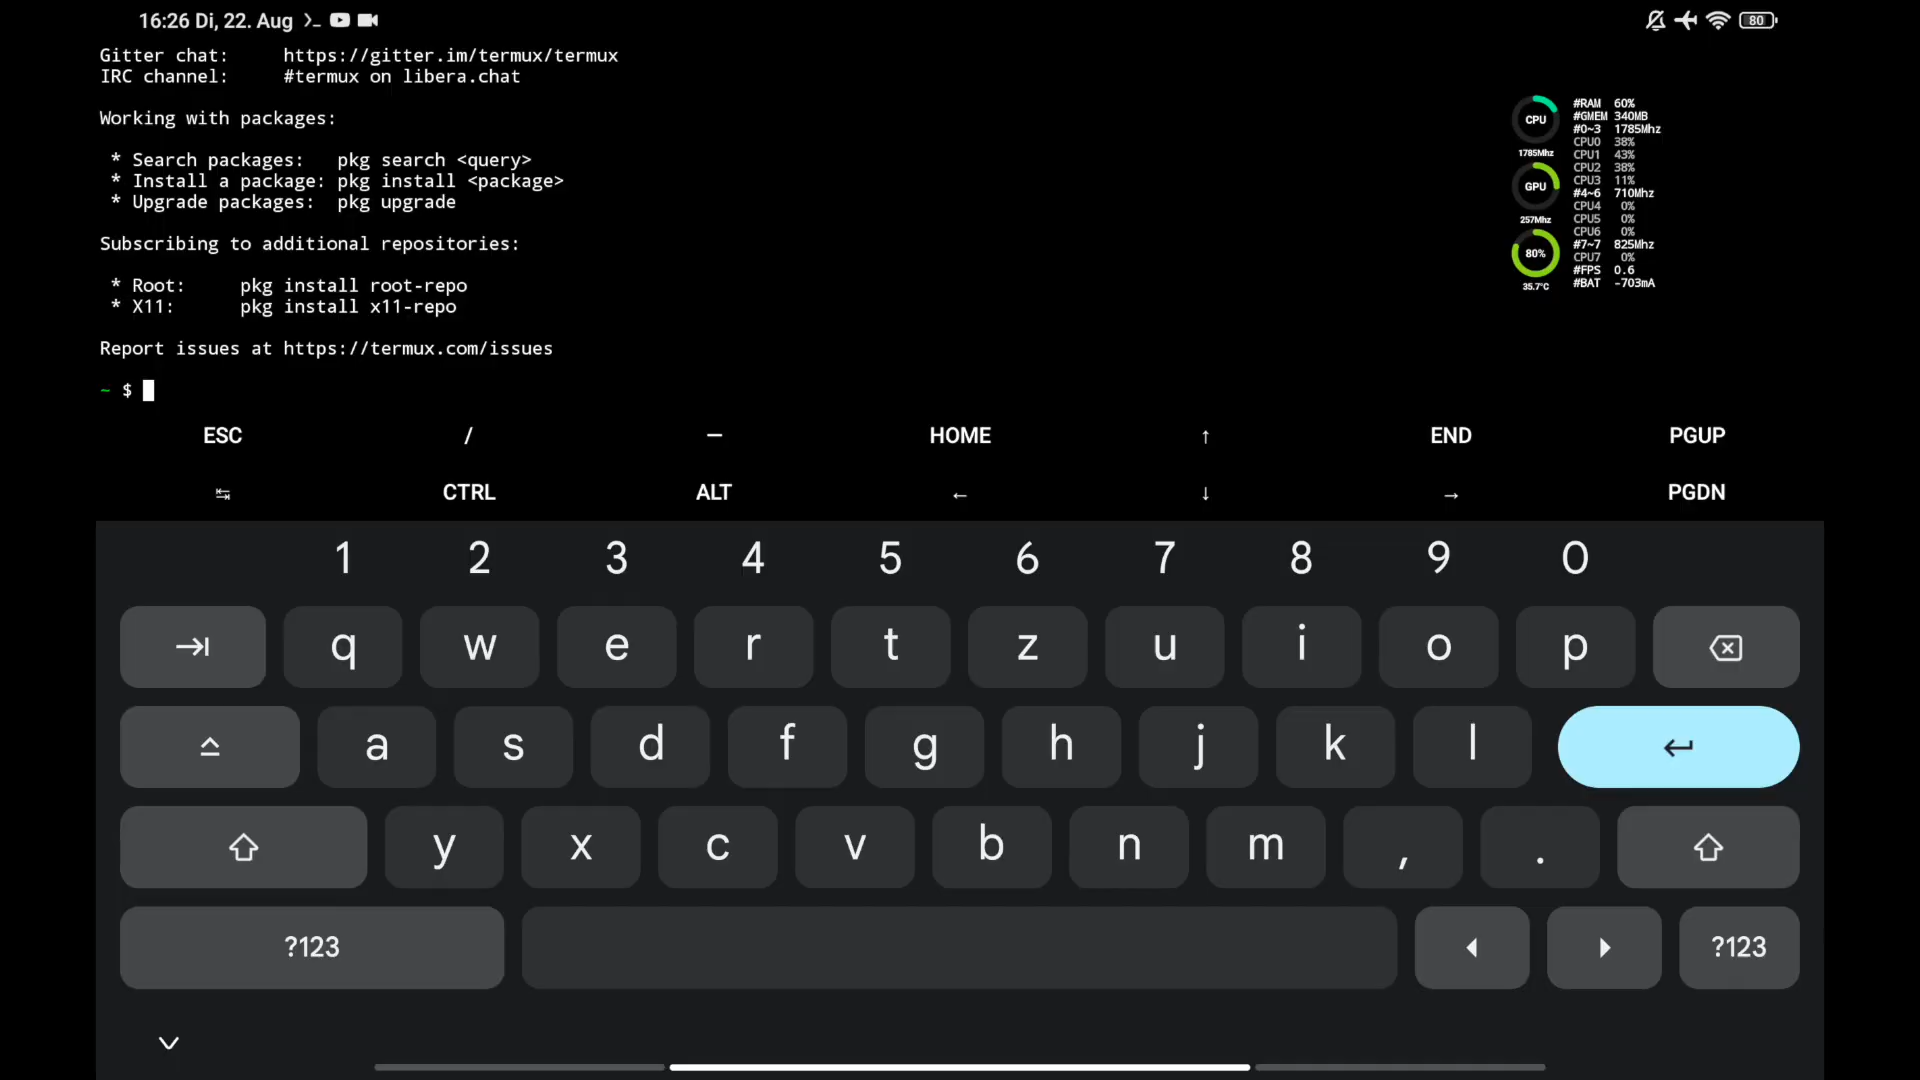 16:26 Di, 22. Aug >_
80
Gitter chat: https://gitter.im/termux/termux
IRC channel: #termux on libera.chat
Working with packages:
* Search packages: pkg search <query>
* Install a package: pkg install <package>
* Upgrade packages: pkg upgrade
Subscribing to additional repositories:
* Root: pkg install root-repo
* X11: pkg install x11-repo
Report issues at https://termux.com/issues
~ $
CPU
1785Mhz
GPU
257Mhz
80%
35.7°C
#RAM 60%
#GMEM 340MB
#0~3 1785Mhz
CPU0 38%
CPU1 43%
CPU2 38%
CPU3 11%
#4~6 710Mhz
CPU4 0%
CPU5 0%
CPU6 0%
#7~7 825Mhz
CPU7 0%
#FPS 0.6
#BAT -703mA
ESC / — HOME ↑ END PGUP
↹ CTRL ALT ← ↓ → PGDN
1 2 3 4 5 6 7 8 9 0
q w e r t z u i o p
a s d f g h j k l
y x c v b n m , .
?123 ?123